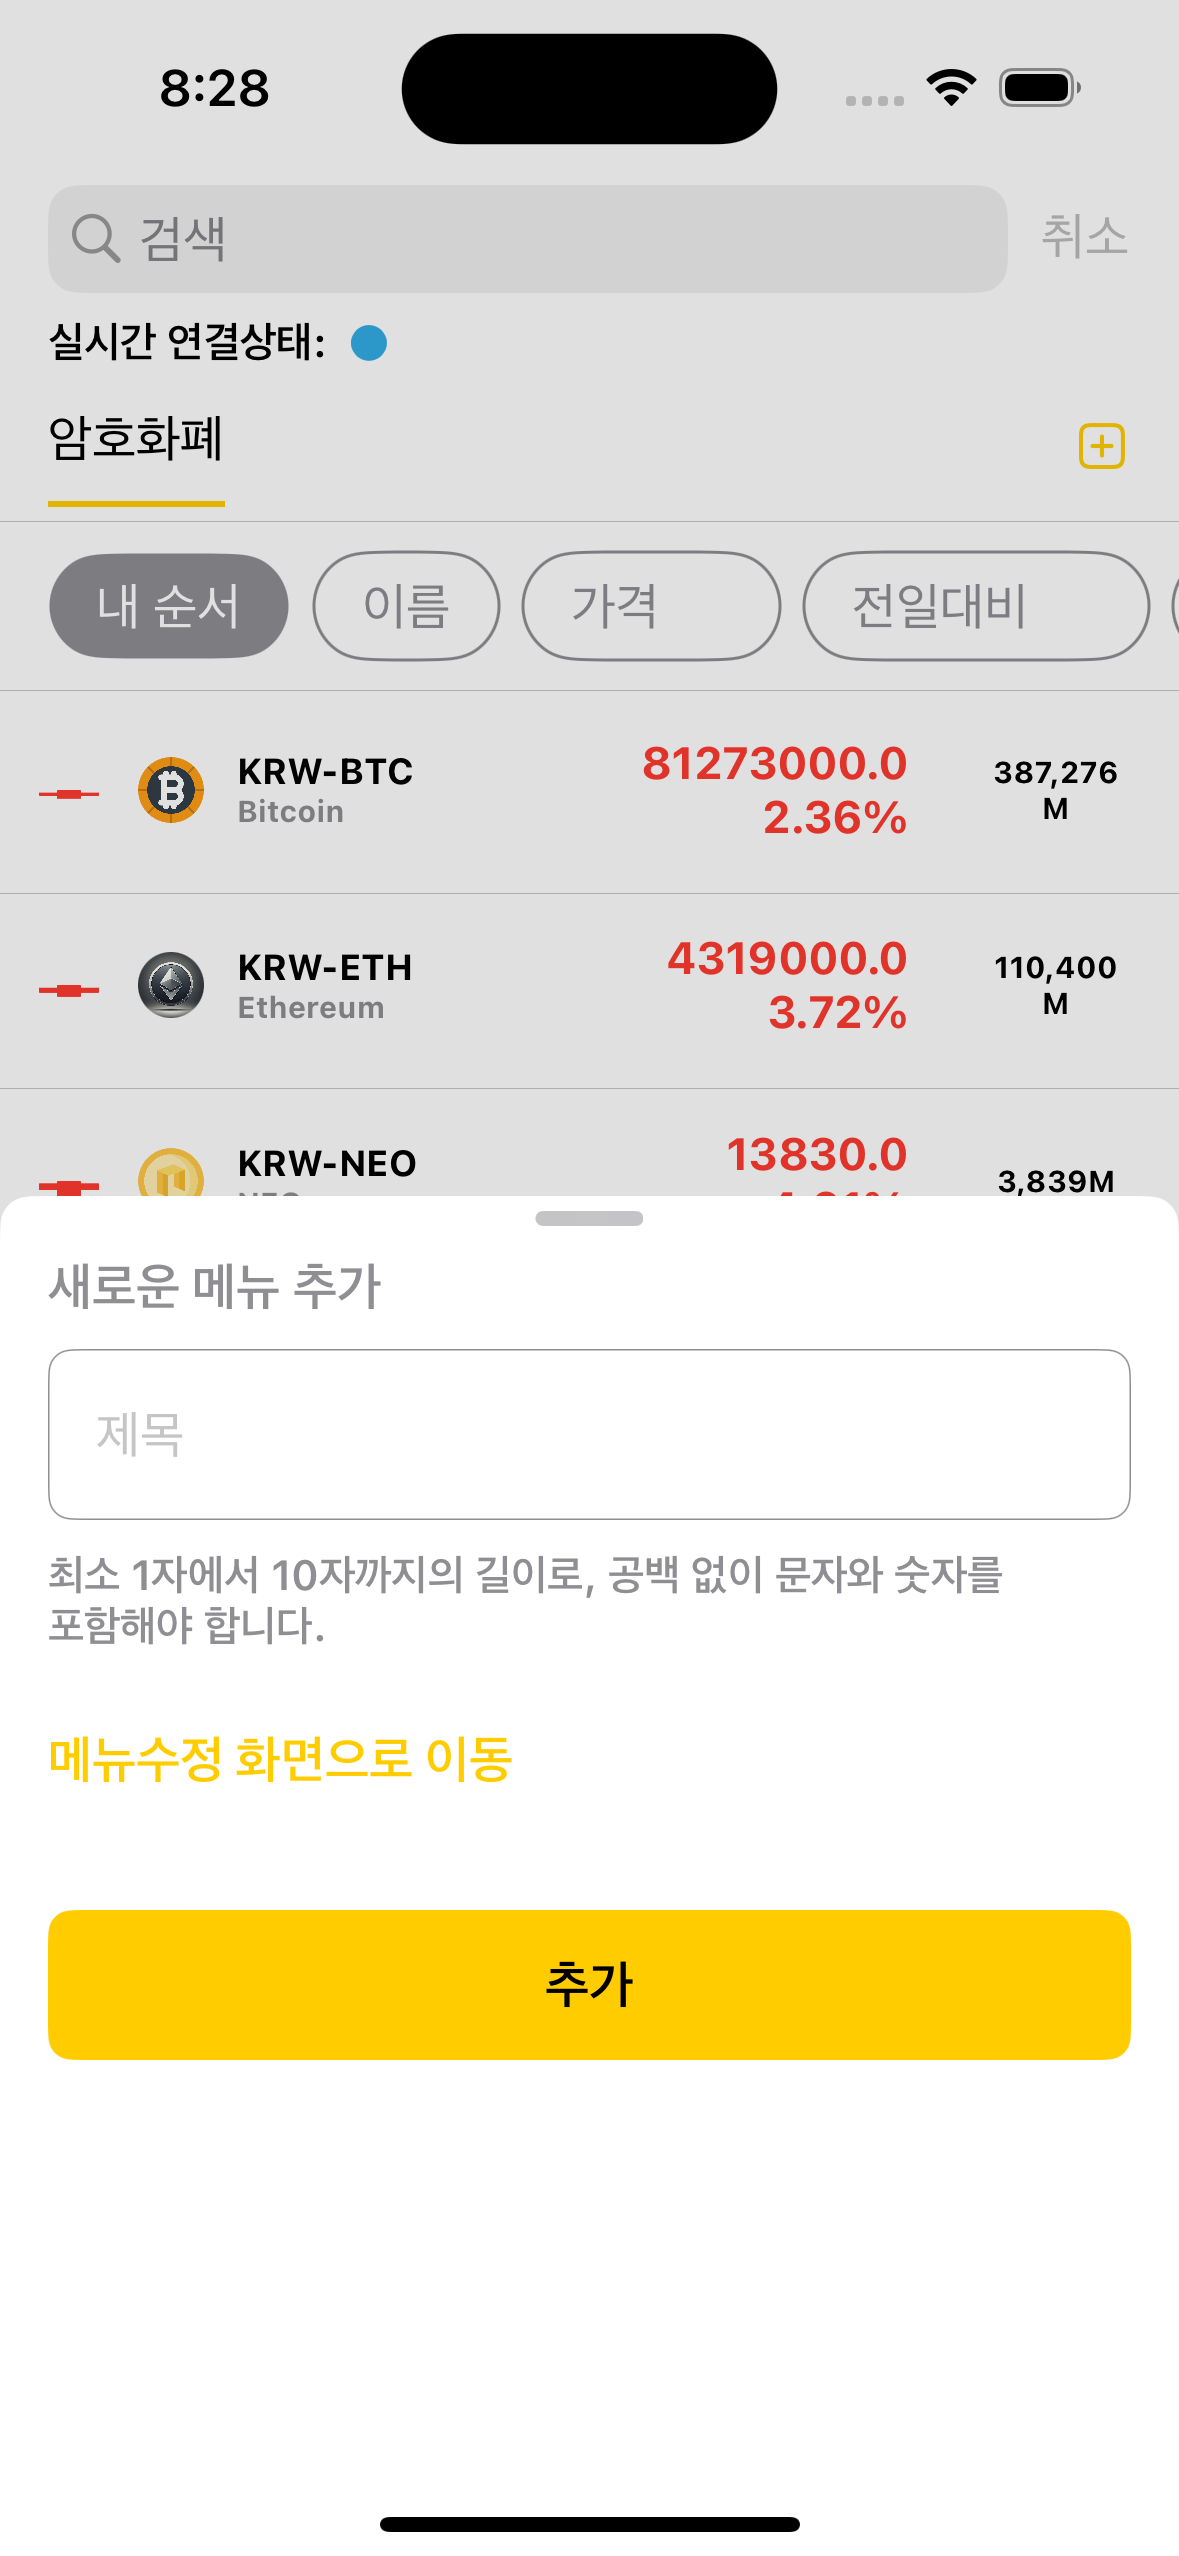 8:28
검색
취소
실시간 연결상태:
암호화폐
내 순서
이름
가격
전일대비
KRW-BTC
Bitcoin
81273000.0
2.36%
387,276
M
KRW-ETH
Ethereum
4319000.0
3.72%
110,400
M
KRW-NEO
13830.0
3,839M
새로운 메뉴 추가
제목
최소 1자에서 10자까지의 길이로, 공백 없이 문자와 숫자를
포함해야 합니다.
메뉴수정 화면으로 이동
추가